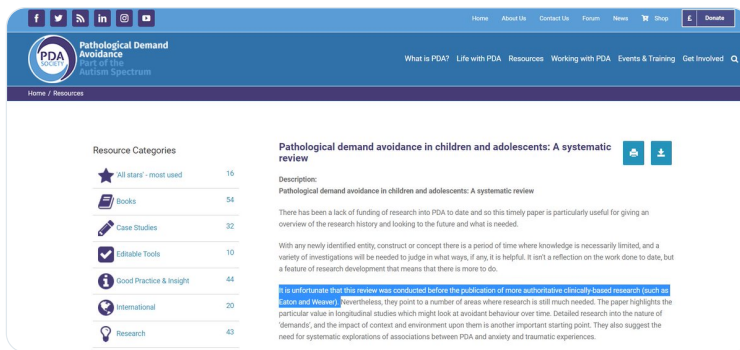 Home About Us Contact Us Forum News Shop £ Donate
PDA SOCIETY
Pathological Demand
Avoidance
Part of the
Autism Spectrum
What is PDA? Life with PDA Resources Working with PDA Events & Training Get Involved
Home / Resources
Resource Categories
'All stars' - most used 16
Books 54
Case Studies 32
Editable Tools 10
Good Practice & Insight 44
International 20
Research 43
Pathological demand avoidance in children and adolescents: A systematic
review
Description:
Pathological demand avoidance in children and adolescents: A systematic review
There has been a lack of funding of research into PDA to date and so this timely paper is particularly useful for giving an
overview of the research history and looking to the future and what is needed.
With any newly identified entity, construct or concept there is a period of time where knowledge is necessarily limited, and a
variety of investigations will be needed to judge in what ways, if any, it is helpful. It isn't a reflection on the work done to date, but
a feature of research development that means that there is more to do.
It is unfortunate that this review was conducted before the publication of more authoritative clinically-based research (such as
Eaton and Weaver). Nevertheless, they point to a number of areas where research is still much needed. The paper highlights the
particular value in longitudinal studies which might look at avoidant behaviour over time. Detailed research into the nature of
'demands', and the impact of context and environment upon them is another important starting point. They also suggest the
need for systematic explorations of associations between PDA and anxiety and traumatic experiences.